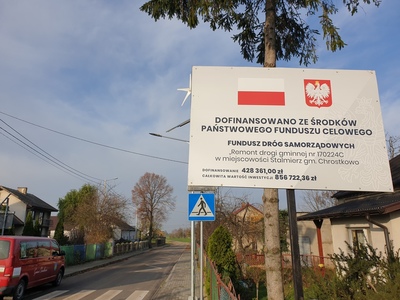 DOFINANSOWANO ZE ŚRODKÓW
PAŃSTWOWEGO FUNDUSZU CELOWEGO
FUNDUSZ DRÓG SAMORZĄDOWYCH
„Remont drogi gminnej nr 170224C
w miejscowości Stalmierz gm. Chrostkowo
DOFINANSOWANIE 428 361,00 zł
CAŁKOWITA WARTOŚĆ INWESTYCJI 856 722,36 zł